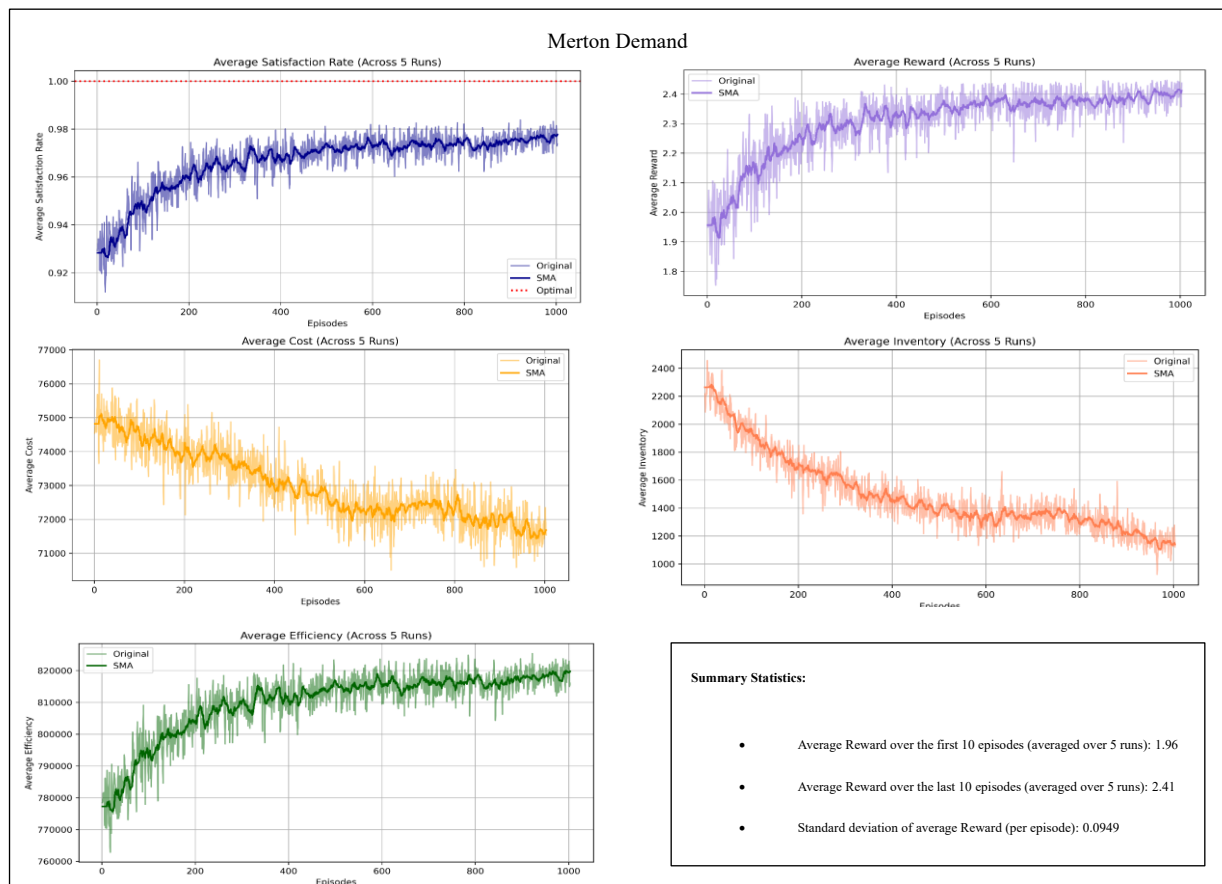 Merton Demand
Average Satisfaction Rate (Across 5 Runs)
1.00
0.98
0.96
0.94
0.92
Average Satisfaction Rate
Original
SMA
Optimal
0
200
400
600
800
1000
Episodes
Average Reward (Across 5 Runs)
Original
SMA
2.4
2.3
2.2
2.1
2.0
1.9
1.8
Average Reward
0
200
400
600
800
1000
Episodes
Average Cost (Across 5 Runs)
77000
76000
75000
74000
73000
72000
71000
Average Cost
Original
SMA
0
200
400
600
800
1000
Episodes
Average Inventory (Across 5 Runs)
2400
2200
2000
1800
1600
1400
1200
1000
Average Inventory
Original
SMA
0
200
400
600
800
1000
Episodes
Average Efficiency (Across 5 Runs)
Original
SMA
820000
810000
800000
790000
780000
770000
760000
Average Efficiency
0
200
400
600
800
1000
Episodes
Summary Statistics:
• Average Reward over the first 10 episodes (averaged over 5 runs): 1.96
• Average Reward over the last 10 episodes (averaged over 5 runs): 2.41
• Standard deviation of average Reward (per episode): 0.0949